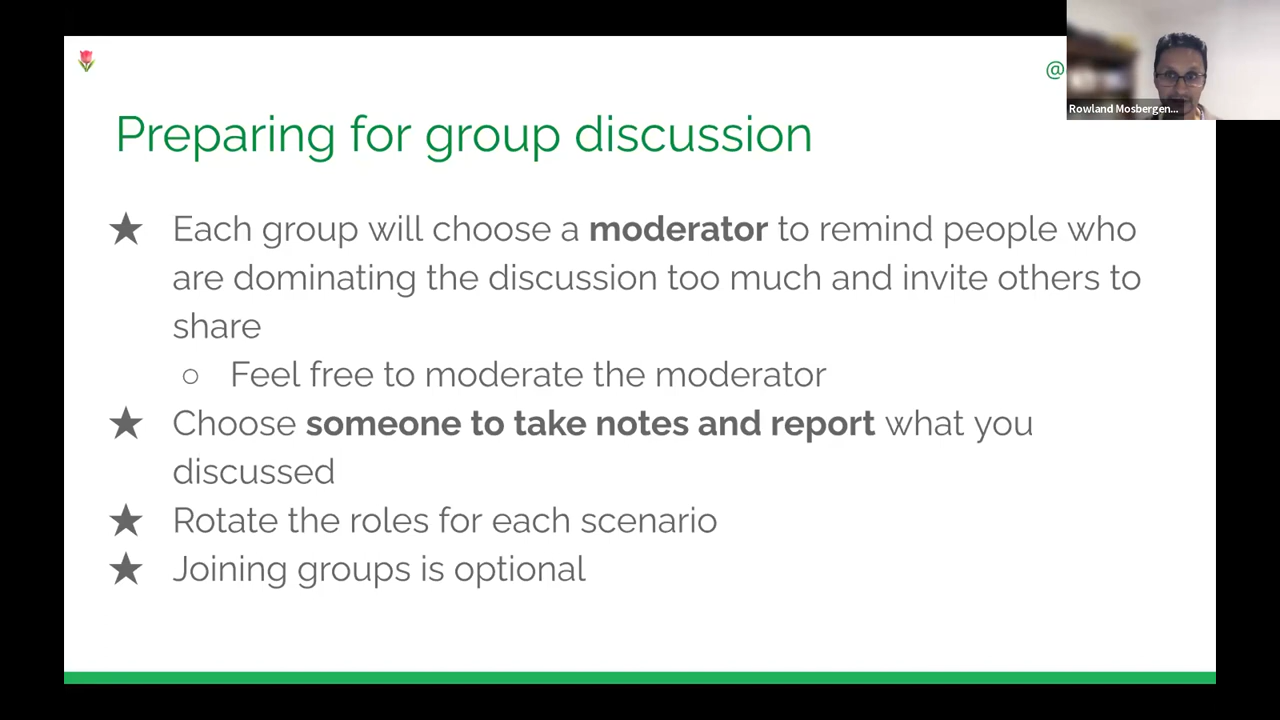 @
Rowland Mosbergen...
Preparing for group discussion
★ Each group will choose a moderator to remind people who
are dominating the discussion too much and invite others to
share
○ Feel free to moderate the moderator
★ Choose someone to take notes and report what you
discussed
★ Rotate the roles for each scenario
★ Joining groups is optional